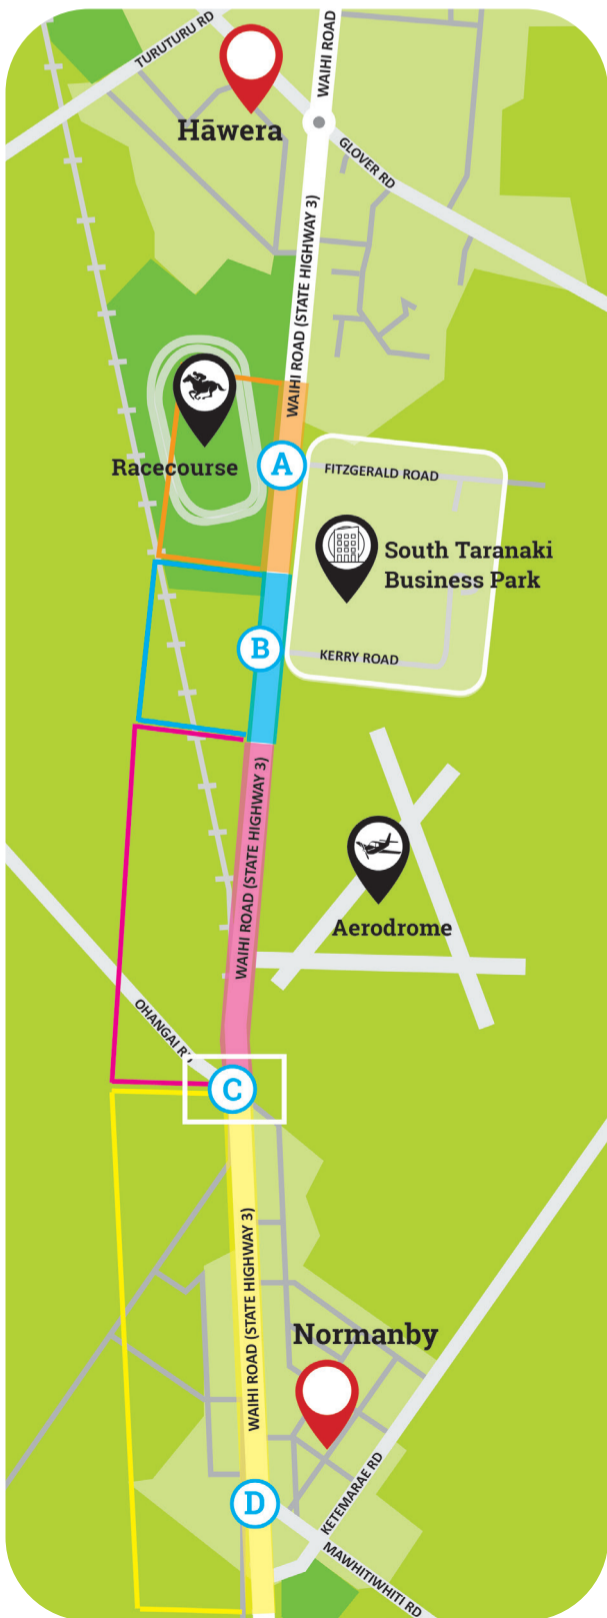 TURUTURU RD
WAIHI ROAD
Hāwera
GLOVER RD
WAIHI ROAD (STATE HIGHWAY 3)
Racecourse
A
FITZGERALD ROAD
South Taranaki
Business Park
B
KERRY ROAD
WAIHI ROAD (STATE HIGHWAY 3)
Aerodrome
OHANGAI RD
C
WAIHI ROAD (STATE HIGHWAY 3)
Normanby
D
KETEMARAE RD
MAWHITIWHITI RD